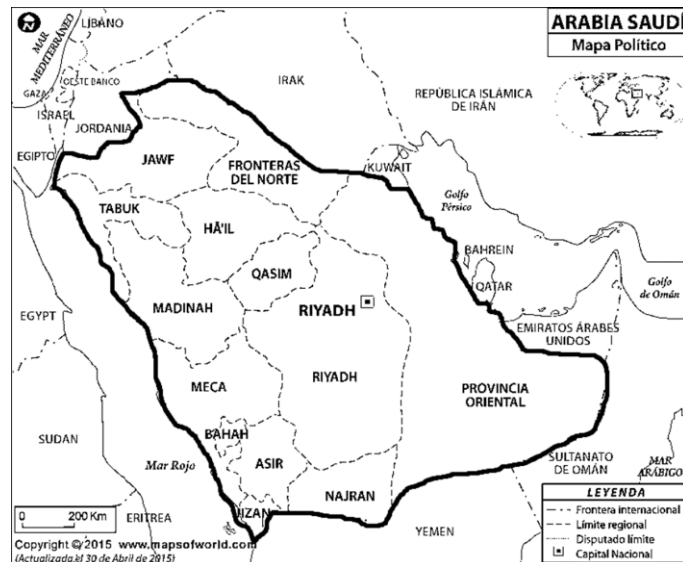 ARABIA SAUDÍ
Mapa Político
LÍBANO
MAR
MEDITERRÁNEO
OESTE BANCO
GAZA
ISRAEL
JORDANIA
EGIPTO
IRAK
REPÚBLICA ISLÁMICA
DE IRÁN
KUWAIT
JAWF
FRONTERAS
DEL NORTE
TABUK
HÂ'IL
Golfo
Pérsico
QASIM
BAHREIN
QATAR
Golfo
de Omán
MADINAH
RIYADH
EGYPT
EMIRATOS ÁRABES
UNIDOS
MECA
RIYADH
PROVINCIA
ORIENTAL
BAHAH
SUDAN
Mar Rojo
ASIR
SULTANATO
DE OMÁN
MAR
ARÁBIGO
NAJRAN
JIZAN
YEMEN
ERITREA
0 200 Km
LEYENDA
Frontera internacional
Límite regional
Disputado límite
Capital Nacional
Copyright © 2015 www.mapsofworld.com
(Actualizada el 30 de Abril de 2015)